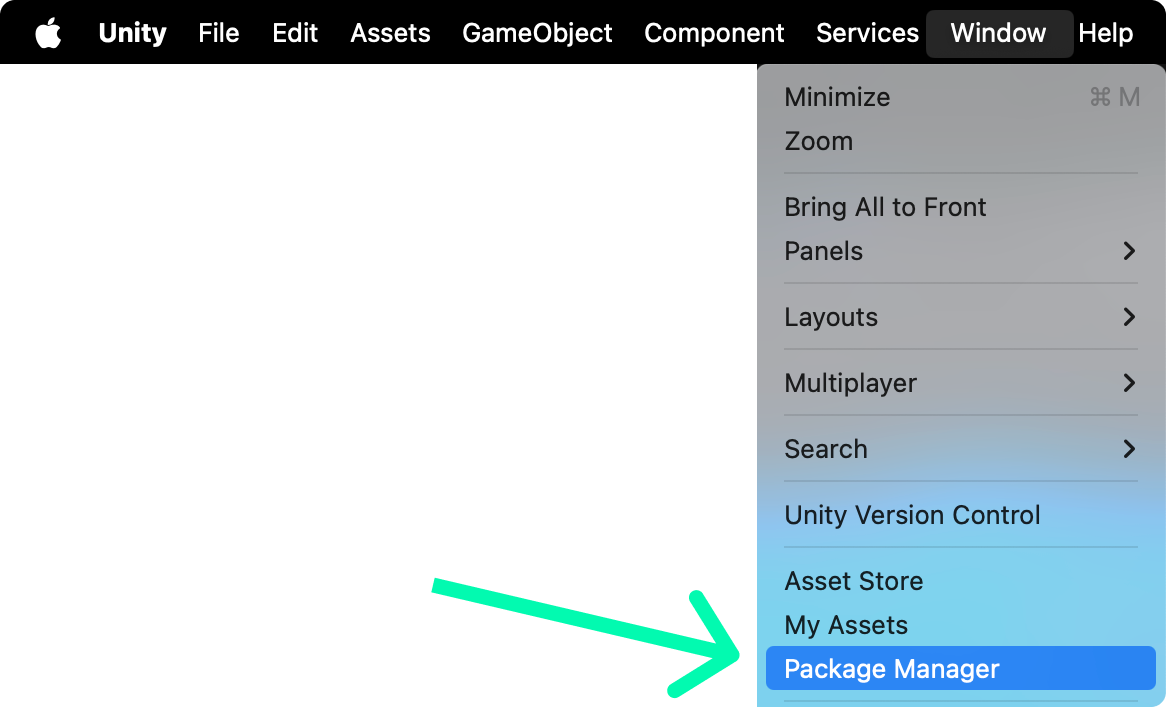 Unity File Edit Assets GameObject Component Services Window Help
Minimize ⌘ M
Zoom
Bring All to Front
Panels
Layouts
Multiplayer
Search
Unity Version Control
Asset Store
My Assets
Package Manager